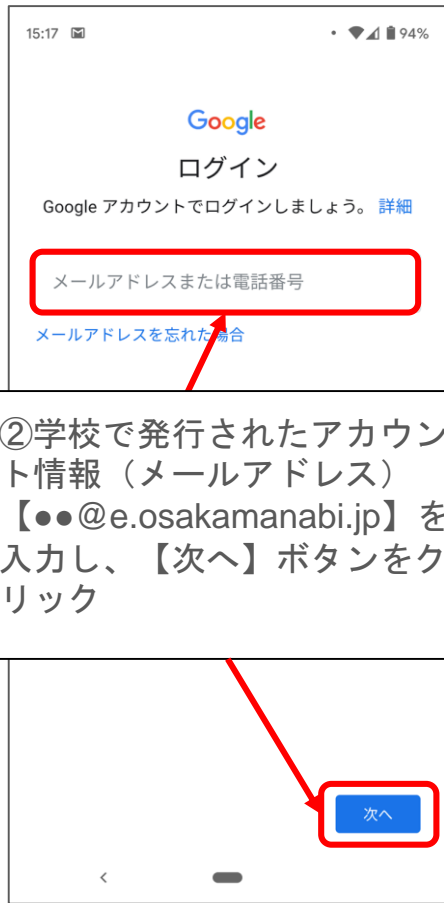 15:17 94%
Google
ログイン
Google アカウントでログインしましょう。 詳細
メールアドレスまたは電話番号
メールアドレスを忘れた場合
②学校で発行されたアカウン
ト情報（メールアドレス）
【●●@e.osakamanabi.jp】を
入力し、【次へ】ボタンをク
リック
次へ